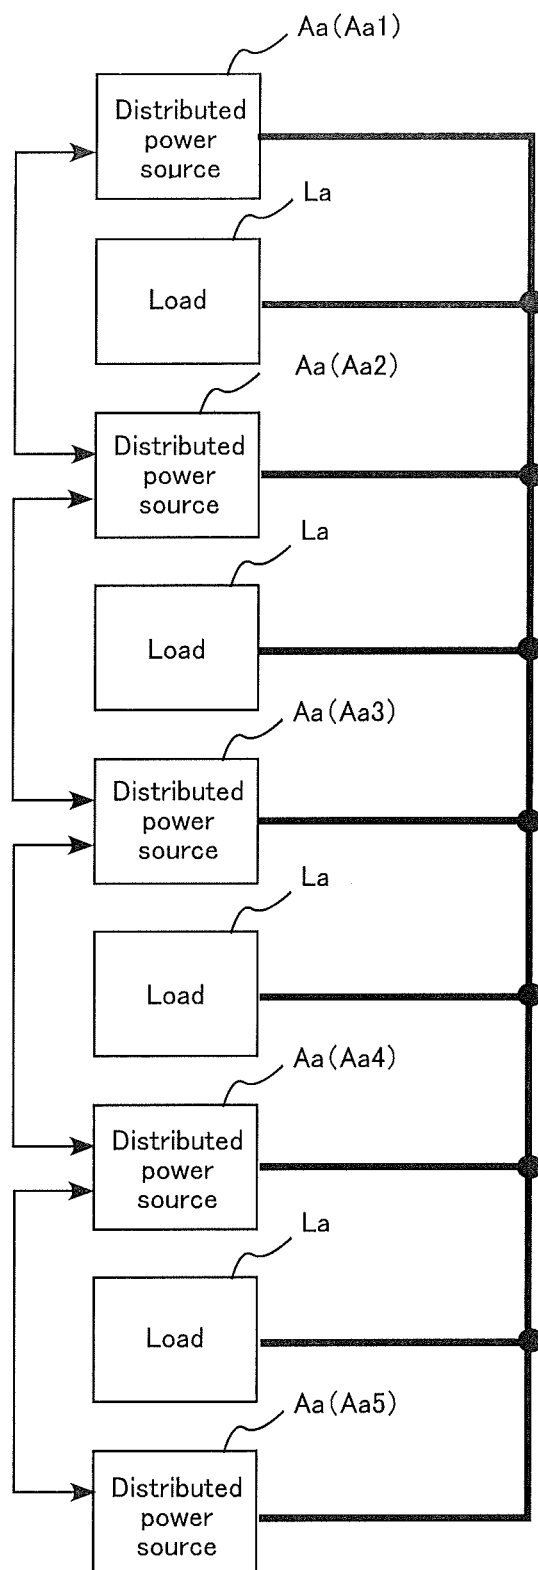 Aa(Aa1)
Distributed
power
source
La
Load
Aa(Aa2)
Distributed
power
source
La
Load
Aa(Aa3)
Distributed
power
source
La
Load
Aa(Aa4)
Distributed
power
source
La
Load
Aa(Aa5)
Distributed
power
source